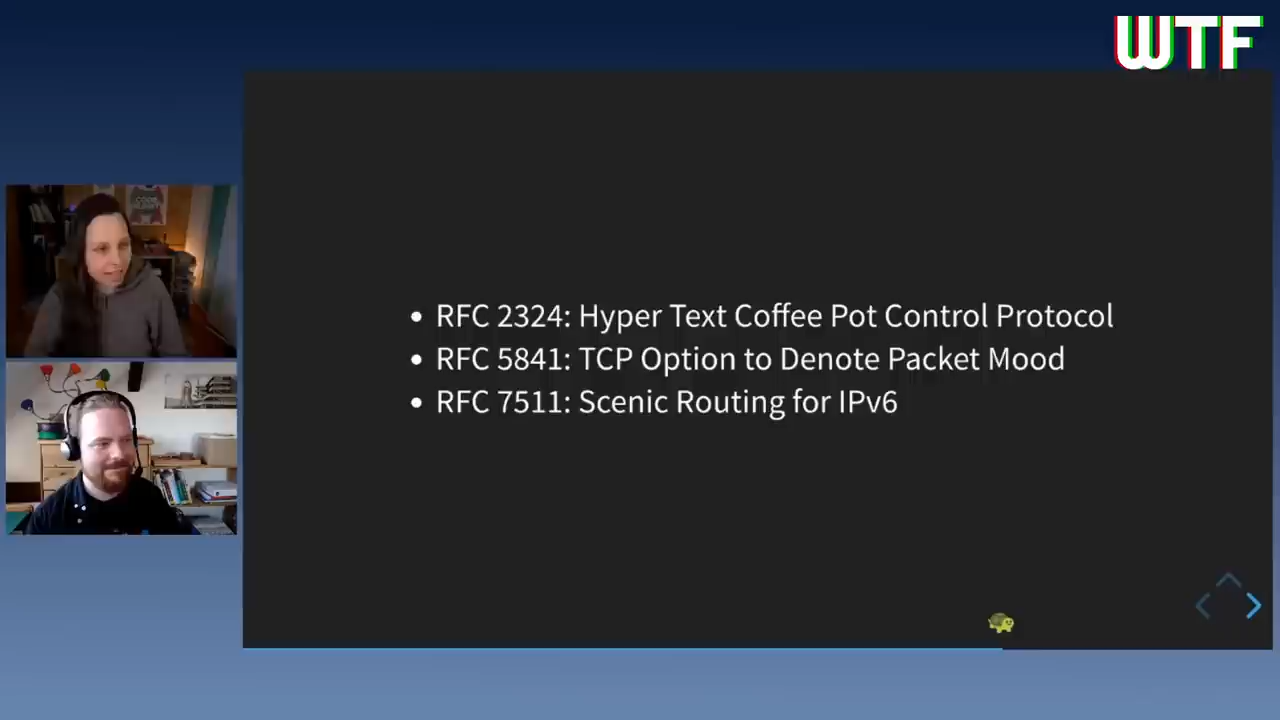 WTF
• RFC 2324: Hyper Text Coffee Pot Control Protocol
• RFC 5841: TCP Option to Denote Packet Mood
• RFC 7511: Scenic Routing for IPv6